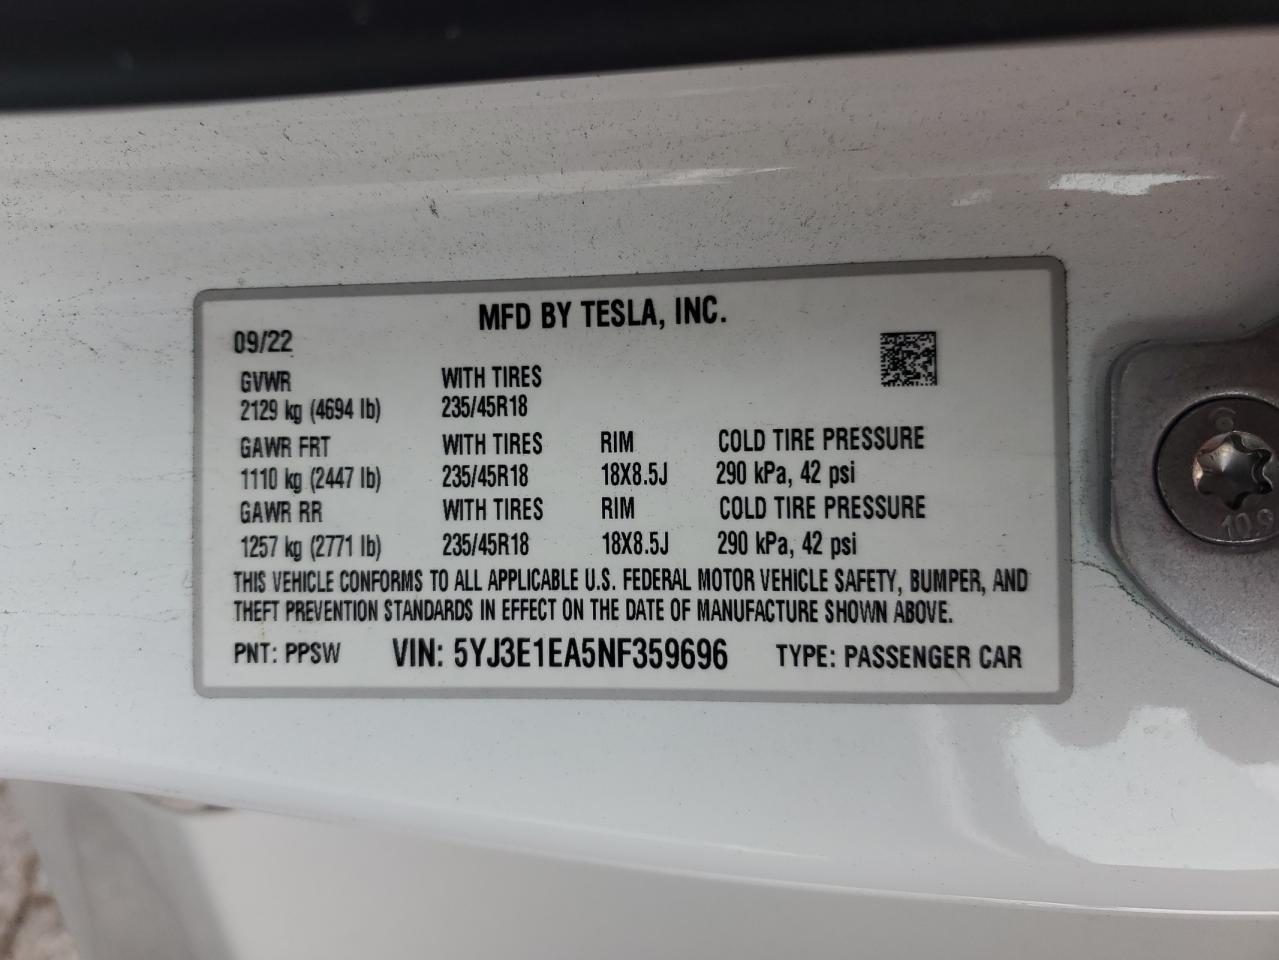 MFD BY TESLA, INC.
09/22
GVWR WITH TIRES
2129 kg (4694 lb) 235/45R18
GAWR FRT WITH TIRES RIM COLD TIRE PRESSURE
1110 kg (2447 lb) 235/45R18 18X8.5J 290 kPa, 42 psi
GAWR RR WITH TIRES RIM COLD TIRE PRESSURE
1257 kg (2771 lb) 235/45R18 18X8.5J 290 kPa, 42 psi
THIS VEHICLE CONFORMS TO ALL APPLICABLE U.S. FEDERAL MOTOR VEHICLE SAFETY, BUMPER, AND
THEFT PREVENTION STANDARDS IN EFFECT ON THE DATE OF MANUFACTURE SHOWN ABOVE.
PNT: PPSW VIN: 5YJ3E1EA5NF359696 TYPE: PASSENGER CAR
10.9